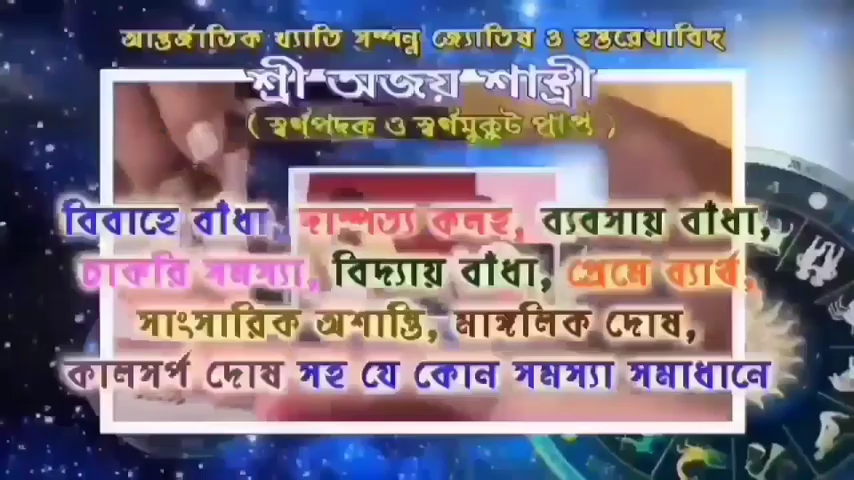 আন্তর্জাতিক খ্যাতি সম্পন্ন জ্যোতিষ ও হস্তরেখাবিদ্
শ্রী অজয় শাস্ত্রী
( স্বর্ণপদক ও স্বর্ণমুকুট প্রাপ্ত )
বিবাহে বাঁধা, দাম্পত্য কলহ, ব্যবসায় বাঁধা,
চাকরি সমস্যা, বিদ্যায় বাঁধা, প্রেমে ব্যার্থ,
সাংসারিক অশান্তি, মাঙ্গলিক দোষ,
কালসর্প দোষ সহ যে কোন সমস্যা সমাধানে